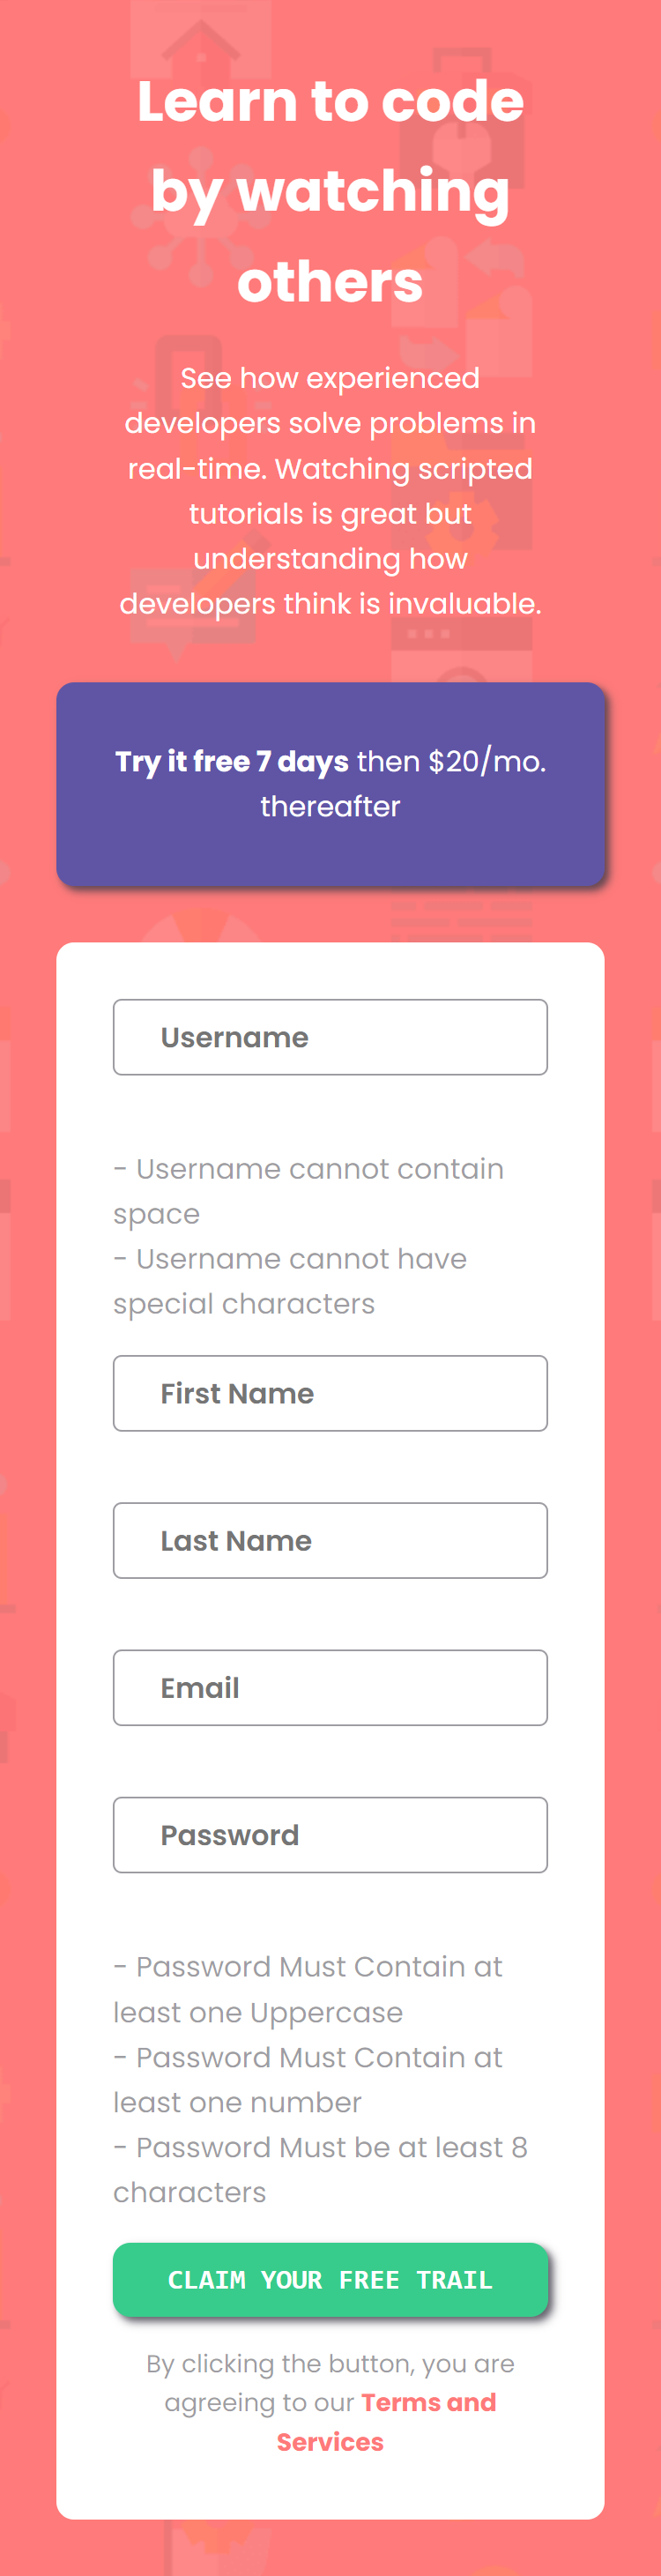 Learn to code
by watching
others
See how experienced
developers solve problems in
real-time. Watching scripted
tutorials is great but
understanding how
developers think is invaluable.
Try it free 7 days then $20/mo.
thereafter
Username
- Username cannot contain
space
- Username cannot have
special characters
First Name
Last Name
Email
Password
- Password Must Contain at
least one Uppercase
- Password Must Contain at
least one number
- Password Must be at least 8
characters
CLAIM YOUR FREE TRAIL
By clicking the button, you are
agreeing to our Terms and
Services